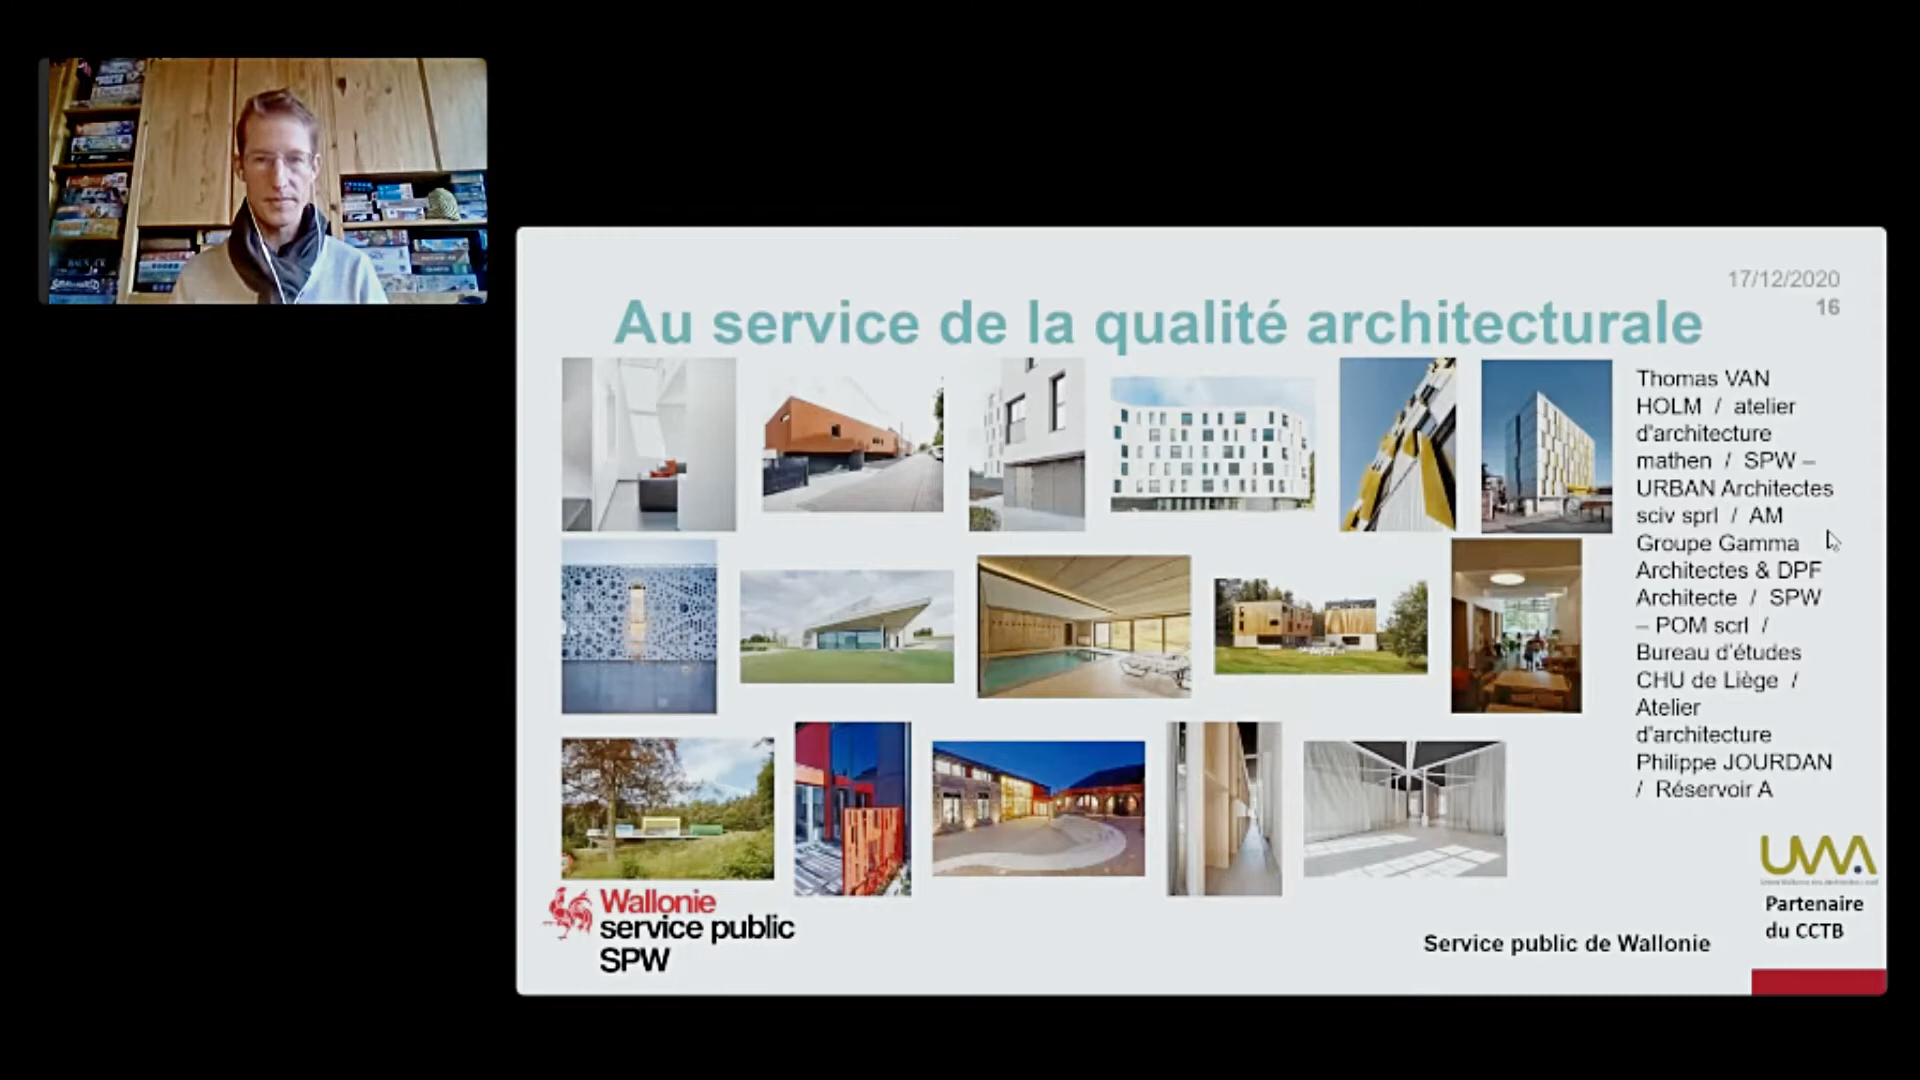 17/12/2020
16
Au service de la qualité architecturale
Thomas VAN
HOLM / atelier
d'architecture
mathen / SPW –
URBAN Architectes
sciv sprl / AM
Groupe Gamma
Architectes & DPF
Architecte / SPW
– POM scrl /
Bureau d'études
CHU de Liège /
Atelier
d'architecture
Philippe JOURDAN
/ Réservoir A
UWA
Partenaire
du CCTB
Wallonie
service public
SPW
Service public de Wallonie